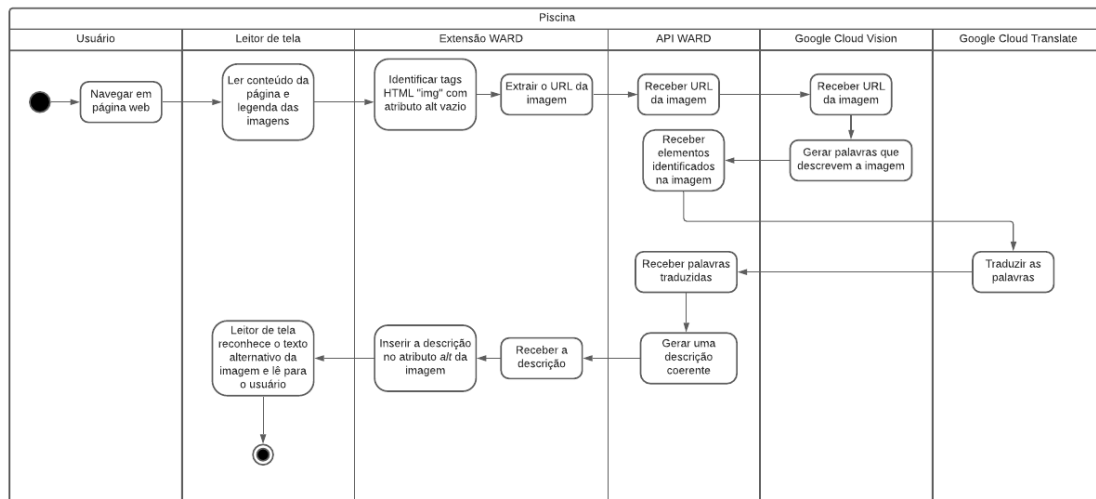 Piscina
Usuário
Leitor de tela
Extensão WARD
API WARD
Google Cloud Vision
Google Cloud Translate
Navegar em
página web
Ler conteúdo da
página e
legenda das
imagens
Identificar tags
HTML "img" com
atributo alt vazio
Extrair o URL da
imagem
Receber URL
da imagem
Receber URL
da imagem
Gerar palavras que
descrevem a imagem
Receber
elementos
identificados
na imagem
Traduzir as
palavras
Receber palavras
traduzidas
Gerar uma
descrição
coerente
Receber a
descrição
Inserir a descrição
no atributo alt da
imagem
Leitor de tela
reconhece o texto
alternativo da
imagem e lê para
o usuário